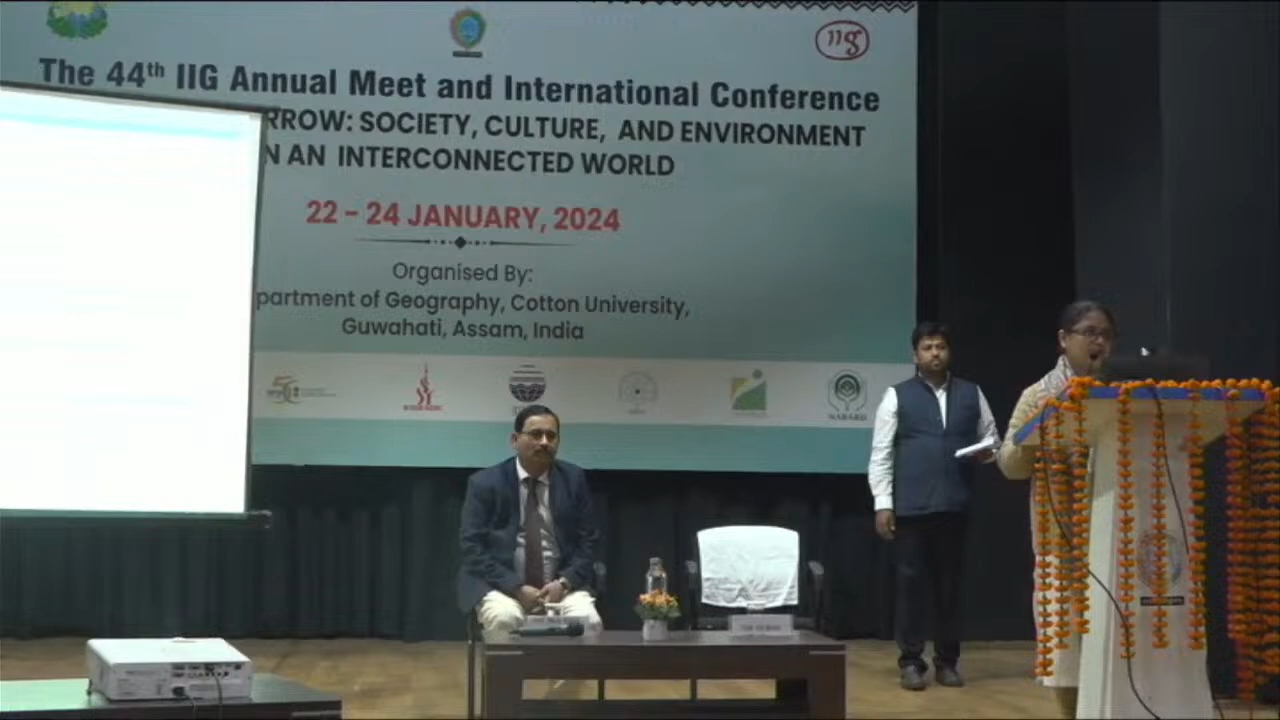 The 44th IIG Annual Meet and International Conference
RROW: SOCIETY, CULTURE, AND ENVIRONMENT
N AN INTERCONNECTED WORLD
22 - 24 JANUARY, 2024
Organised By:
partment of Geography, Cotton University,
Guwahati, Assam, India
iig
NABARD